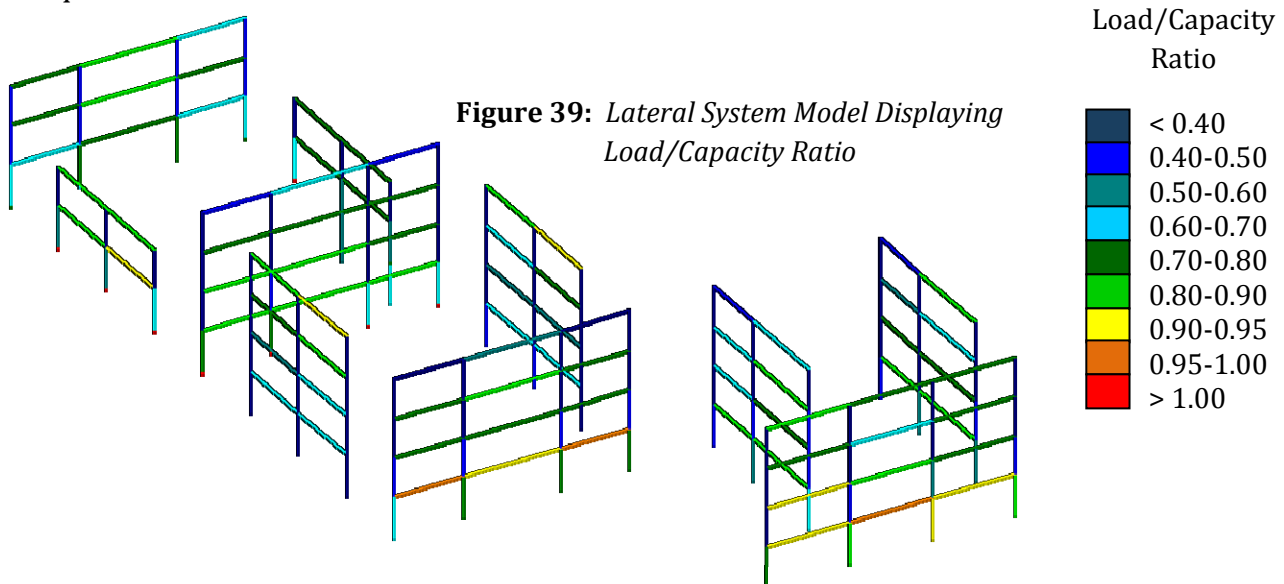 Figure 39: Lateral System Model Displaying
Load/Capacity Ratio
Load/Capacity
Ratio
< 0.40
0.40-0.50
0.50-0.60
0.60-0.70
0.70-0.80
0.80-0.90
0.90-0.95
0.95-1.00
> 1.00